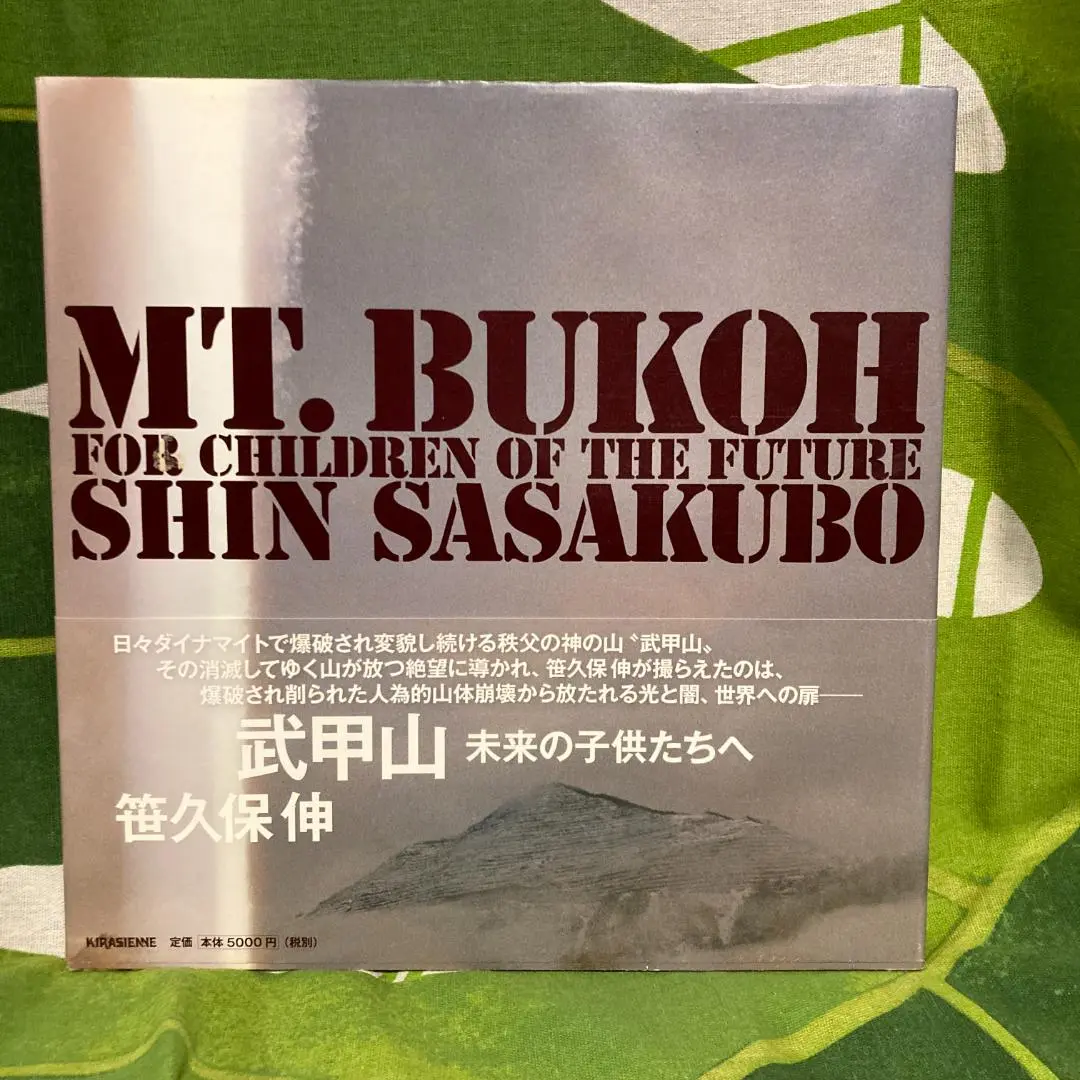 MT. BUKOH
FOR CHILDREN OF THE FUTURE
SHIN SASAKUBO
日々ダイナマイトで爆破され変貌し続ける秩父の神の山〝武甲山〟
その消滅してゆく山が放つ絶望に導かれ、笹久保伸が撮らえたのは、
爆破され削られた人為的山体崩壊から放たれる光と闇、世界への扉──
武甲山 未来の子供たちへ
笹久保 伸
KIRASIENNE 定価 本体 5000 円（税別）